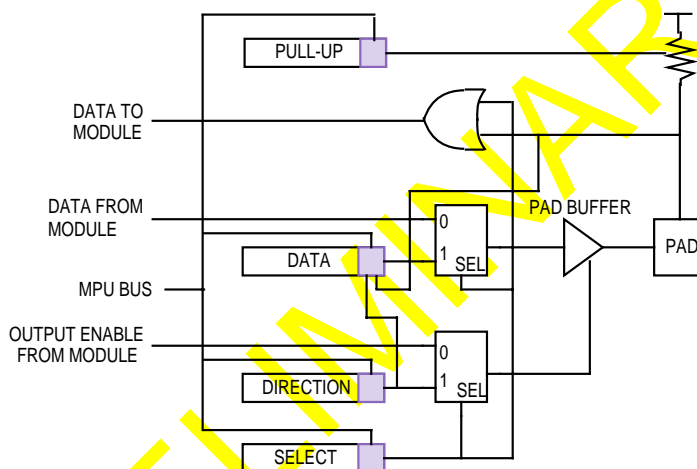 PULL-UP
DATA TO
MODULE
DATA FROM
MODULE
PAD BUFFER
0
1
SEL
DATA
PAD
MPU BUS
OUTPUT ENABLE
FROM MODULE
0
1
SEL
DIRECTION
SELECT